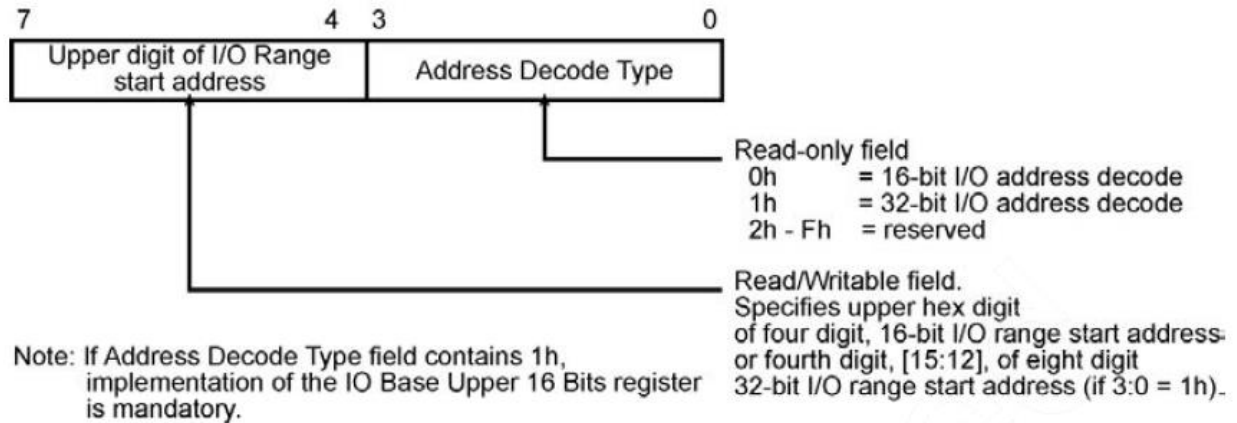 7 4 3 0
Upper digit of I/O Range
start address
Address Decode Type
Read-only field
0h = 16-bit I/O address decode
1h = 32-bit I/O address decode
2h - Fh = reserved
Read/Writable field.
Specifies upper hex digit
of four digit, 16-bit I/O range start address
or fourth digit, [15:12], of eight digit
32-bit I/O range start address (if 3:0 = 1h).
Note: If Address Decode Type field contains 1h,
implementation of the IO Base Upper 16 Bits register
is mandatory.